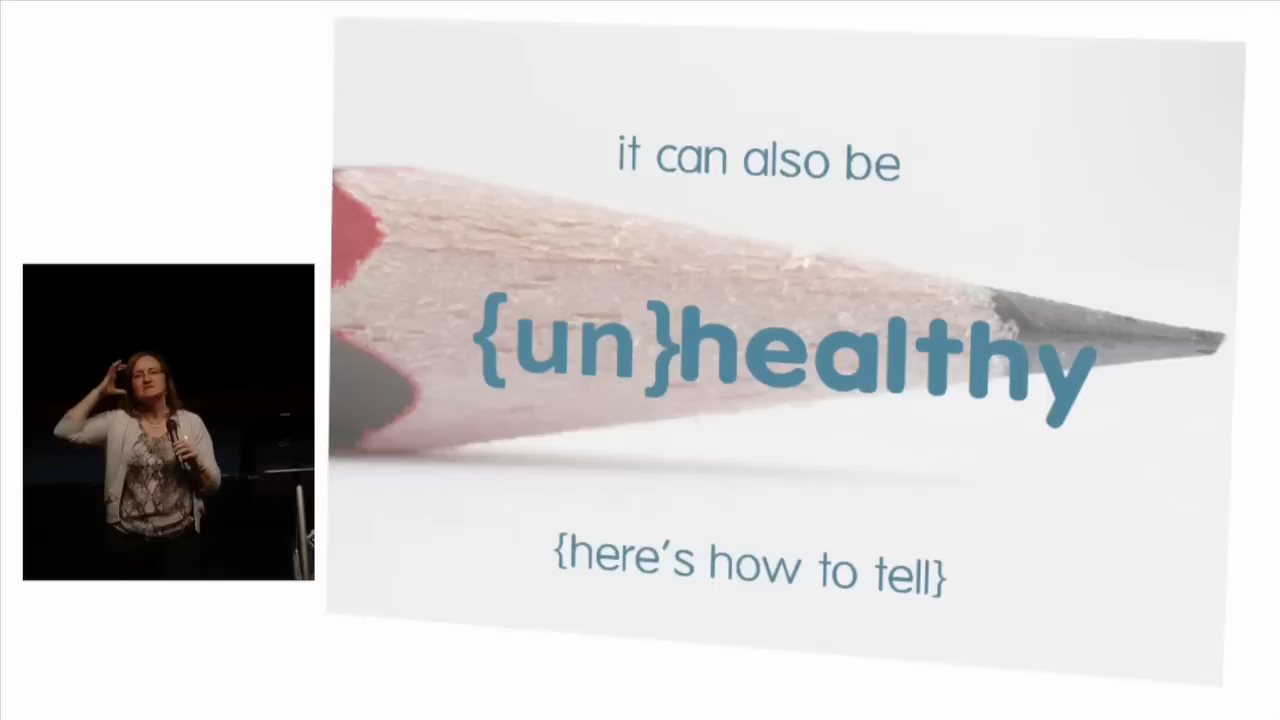 it can also be
{un}healthy
{here's how to tell}